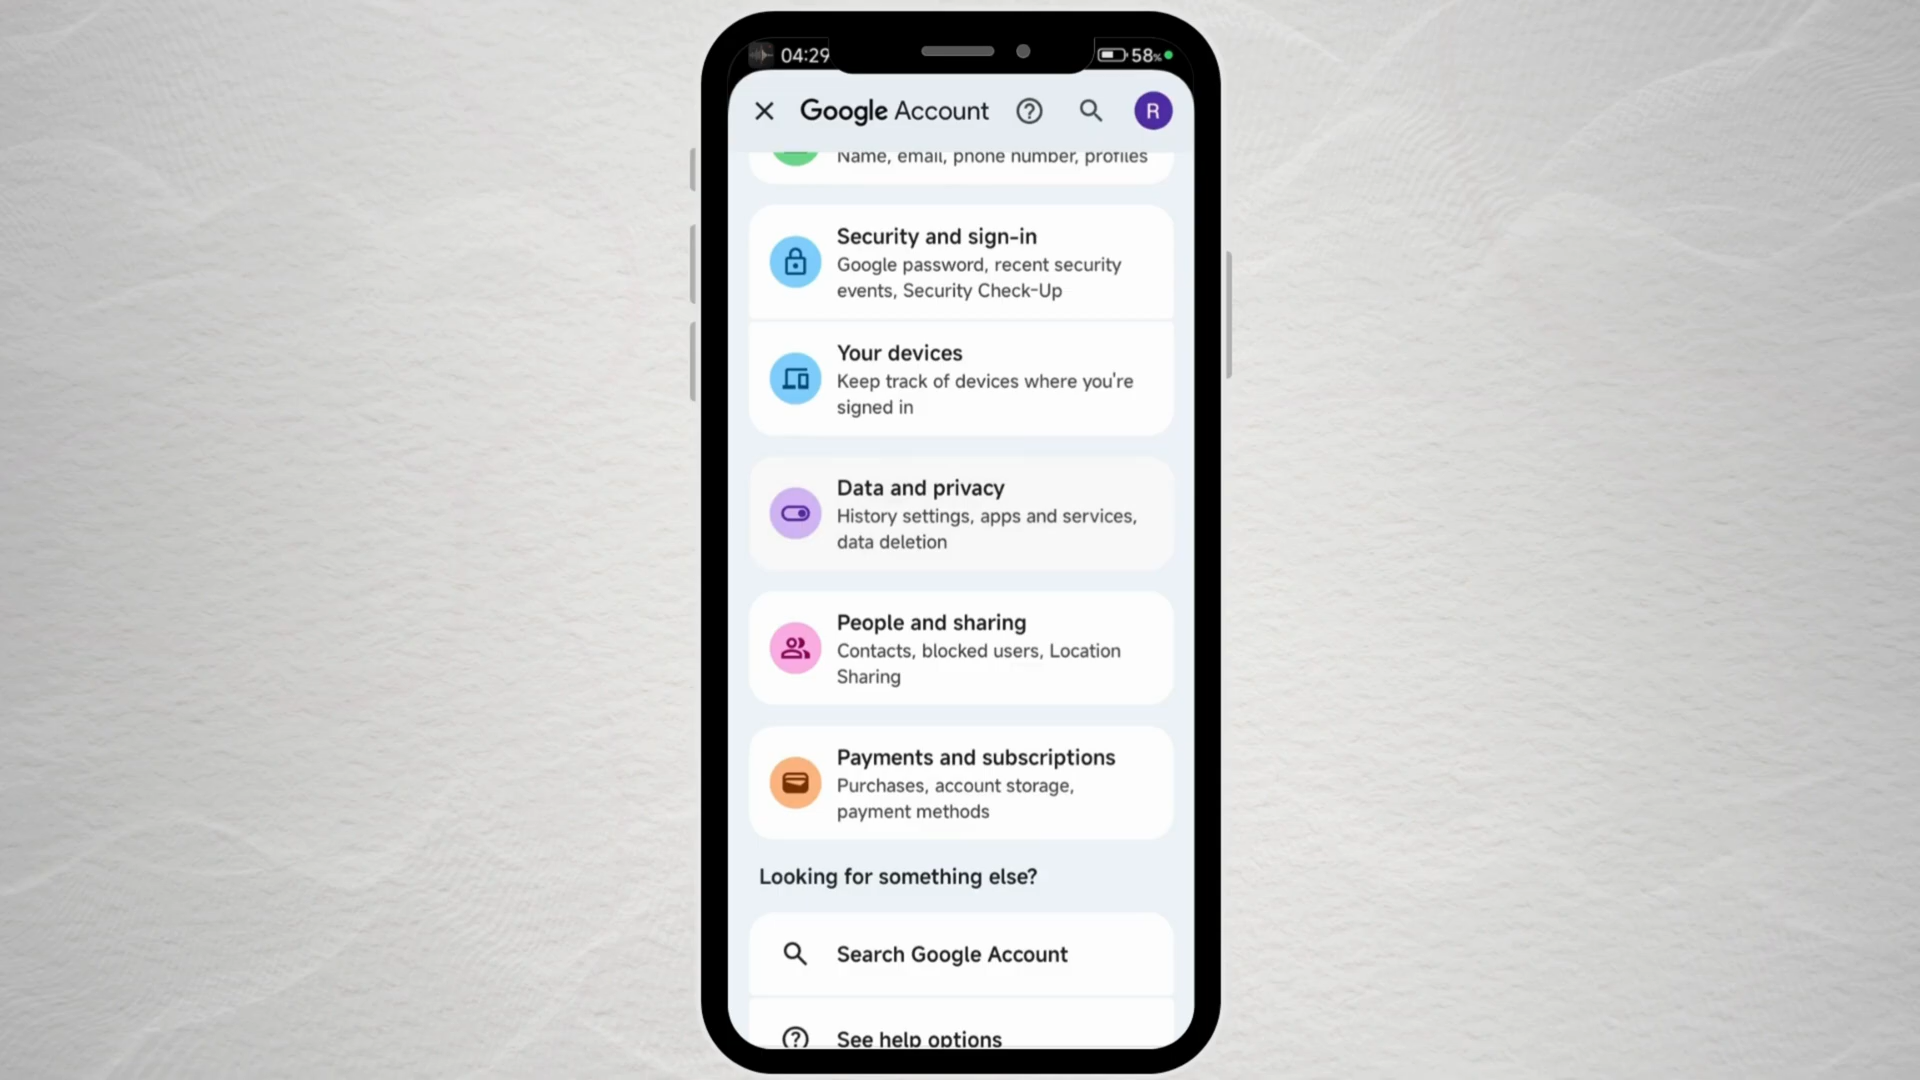 04:29
58%
Google Account
R
Name, email, phone number, profiles
Security and sign-in
Google password, recent security
events, Security Check-Up
Your devices
Keep track of devices where you're
signed in
Data and privacy
History settings, apps and services,
data deletion
People and sharing
Contacts, blocked users, Location
Sharing
Payments and subscriptions
Purchases, account storage,
payment methods
Looking for something else?
Search Google Account
See help options